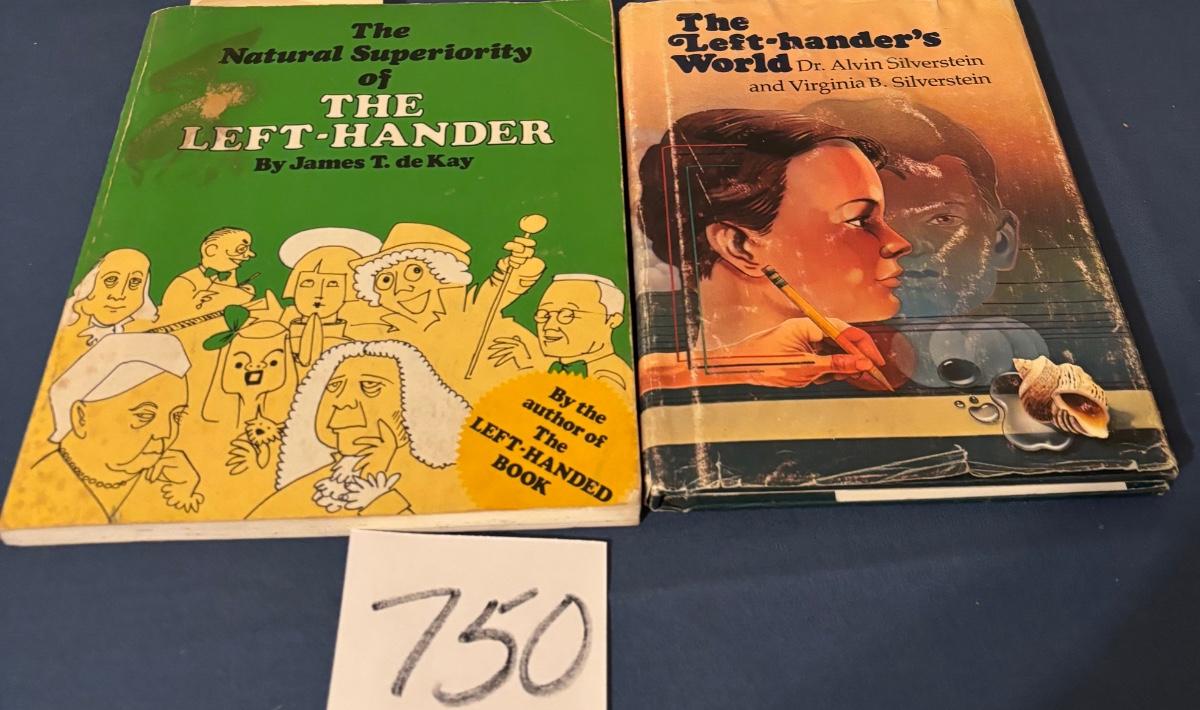 The
Natural Superiority
of
THE
LEFT-HANDER
By James T. de Kay
By the
author of
The
LEFT-HANDED
BOOK
The
Left-hander's
World Dr. Alvin Silverstein
and Virginia B. Silverstein
750